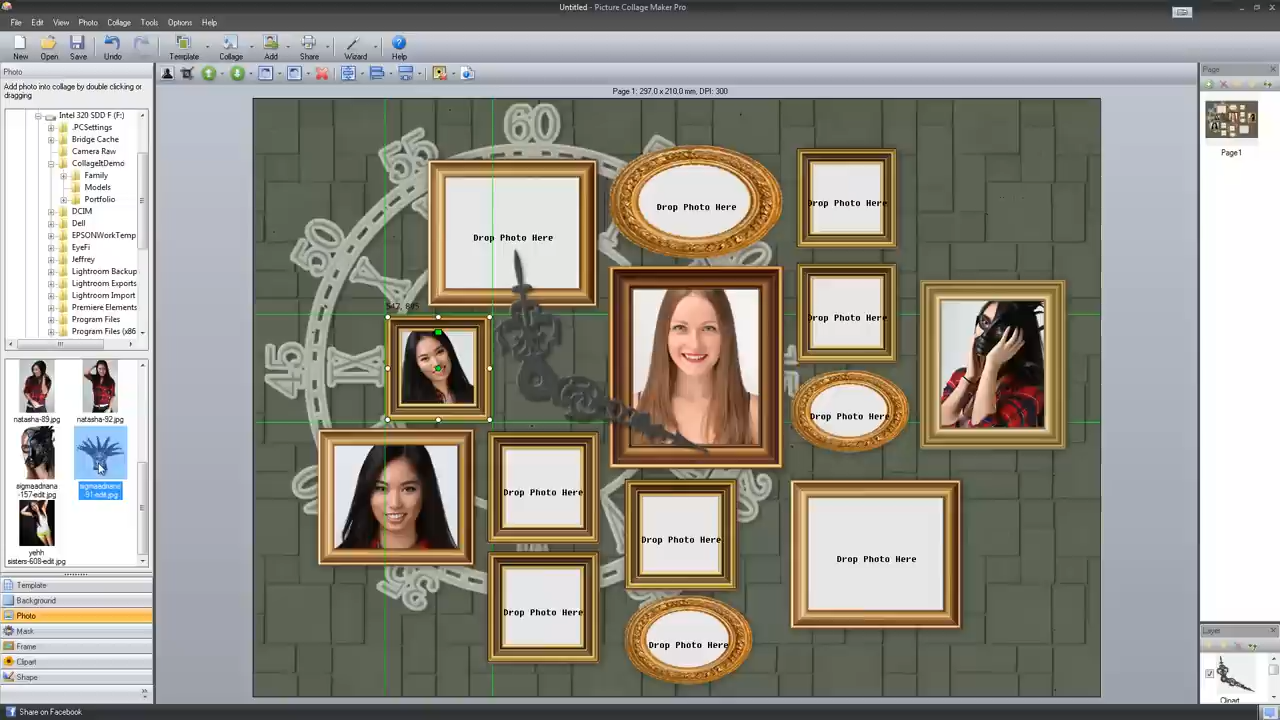 Untitled - Picture Collage Maker Pro
File Edit View Photo Collage Tools Options Help
New Open Save Undo Template Collage Add Share Wizard Help
Photo
Add photo into collage by double clicking or
dragging
Intel 320 SDD F (F:)
.PCSettings
Bridge Cache
Camera Raw
CollageItDemo
Family
Models
Portfolio
DCIM
Dell
EPSONWorkTemp
EyeFi
Jeffrey
Lightroom Backup
Lightroom Exports
Lightroom Import
Premiere Elements
Program Files
Program Files (x86
natasha-89.jpg
natasha-92.jpg
sigmaadnana
-157-edit.jpg
sigmaadnana
-91-edit.jpg
yehh
sisters-608-edit.jpg
Template
Background
Photo
Mask
Frame
Clipart
Shape
Share on Facebook
Page 1: 297.0 x 210.0 mm, DPI: 300
60
55
50
45
Drop Photo Here
Drop Photo Here
Drop Photo Here
Drop Photo Here
Drop Photo Here
Drop Photo Here
Drop Photo Here
Drop Photo Here
Drop Photo Here
Drop Photo Here
Page
Page1
Layer
Clipart